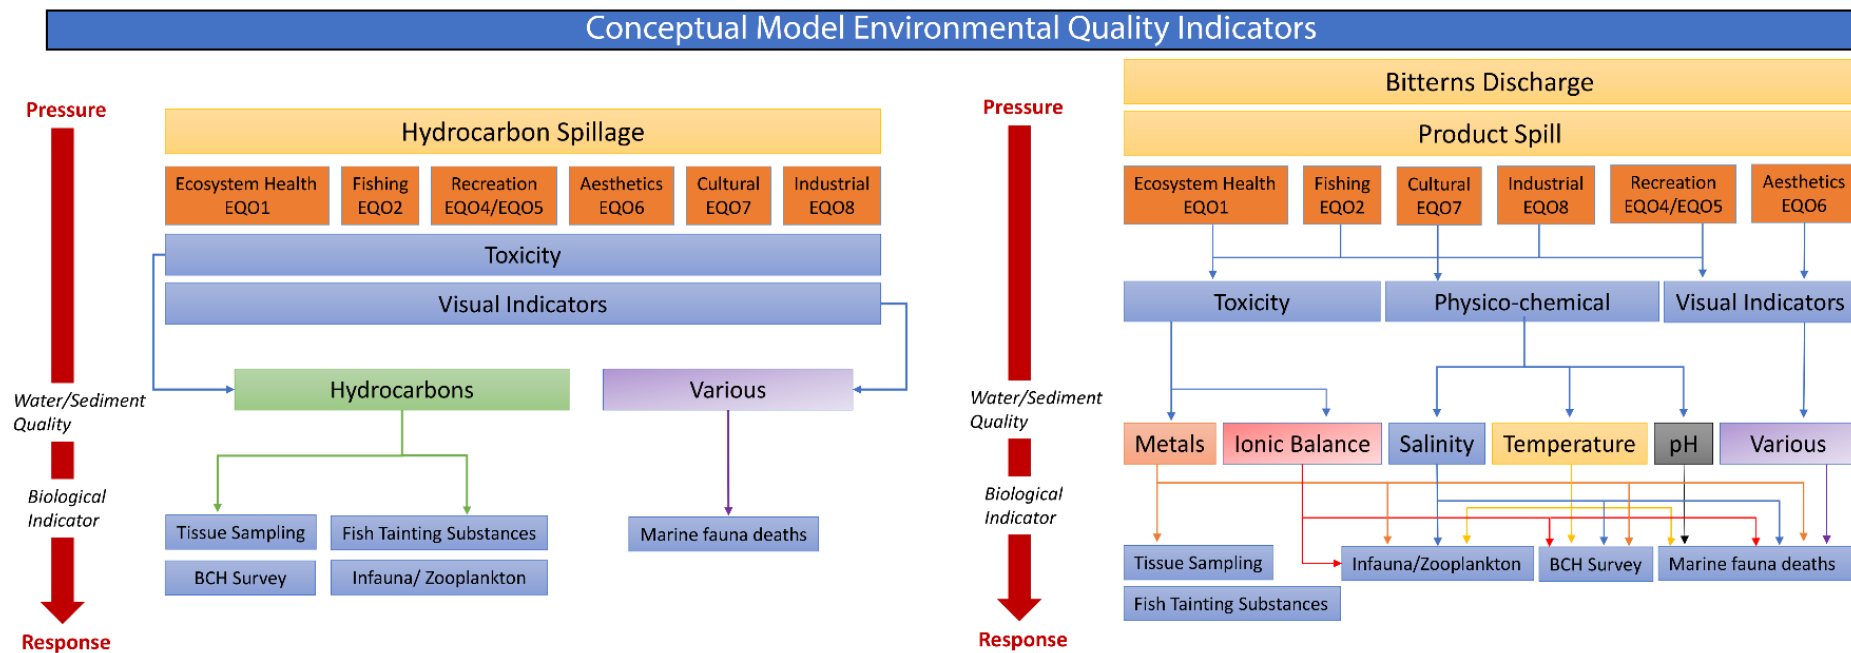 Conceptual Model Environmental Quality Indicators
Pressure
Hydrocarbon Spillage
Ecosystem Health
EQO1
Fishing
EQO2
Recreation
EQO4/EQO5
Aesthetics
EQO6
Cultural
EQO7
Industrial
EQO8
Toxicity
Visual Indicators
Hydrocarbons
Various
Water/Sediment
Quality
Biological
Indicator
Tissue Sampling
Fish Tainting Substances
Marine fauna deaths
BCH Survey
Infauna/ Zooplankton
Response
Pressure
Bitterns Discharge
Product Spill
Ecosystem Health
EQO1
Fishing
EQO2
Cultural
EQO7
Industrial
EQO8
Recreation
EQO4/EQO5
Aesthetics
EQO6
Toxicity
Physico-chemical
Visual Indicators
Water/Sediment
Quality
Metals
Ionic Balance
Salinity
Temperature
pH
Various
Biological
Indicator
Tissue Sampling
Infauna/Zooplankton
BCH Survey
Marine fauna deaths
Fish Tainting Substances
Response